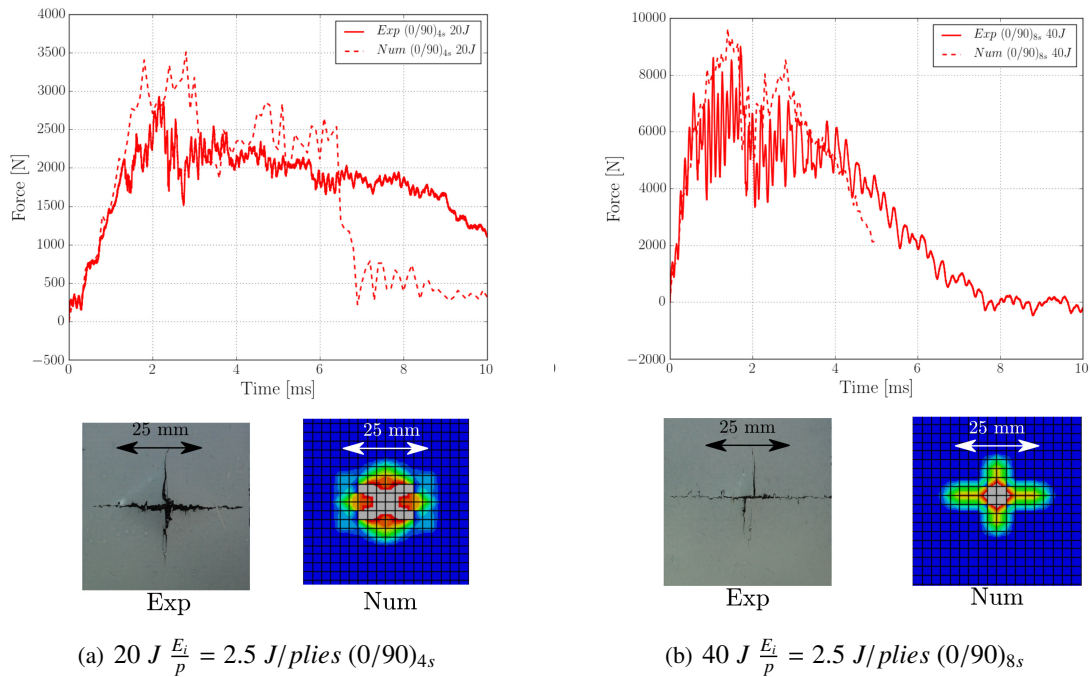 4000
3500
3000
2500
2000
1500
1000
500
0
−500
Force [N]
0 2 4 6 8 10
Time [ms]
Exp (0/90)4s 20J
Num (0/90)4s 20J
10000
8000
6000
4000
2000
0
−2000
Force [N]
0 2 4 6 8 10
Time [ms]
Exp (0/90)8s 40J
Num (0/90)8s 40J
25 mm
Exp
25 mm
Num
25 mm
Exp
25 mm
Num
(a) 20 J Ei/p = 2.5 J/plies (0/90)4s
(b) 40 J Ei/p = 2.5 J/plies (0/90)8s